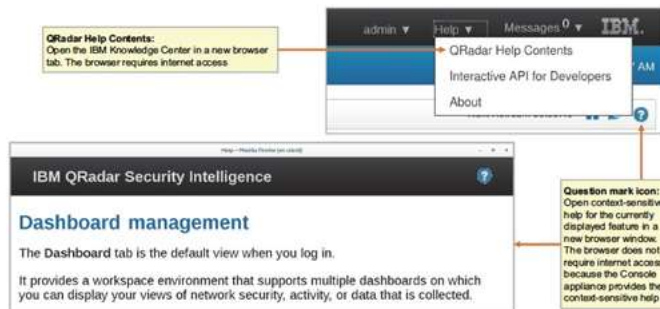 QRadar Help Contents:
Open the IBM Knowledge Center in a new browser
tab. The browser requires internet access
admin ▼ Help ▼ Messages 0 ▼ IBM.
QRadar Help Contents
Interactive API for Developers
About
AM
IBM QRadar Security Intelligence
Dashboard management
The Dashboard tab is the default view when you log in.
It provides a workspace environment that supports multiple dashboards on which
you can display your views of network security, activity, or data that is collected.
Question mark icon:
Open context-sensitive
help for the currently
displayed feature in a
new browser window.
The browser does not
require internet access
because the Console
appliance provides the
context-sensitive help